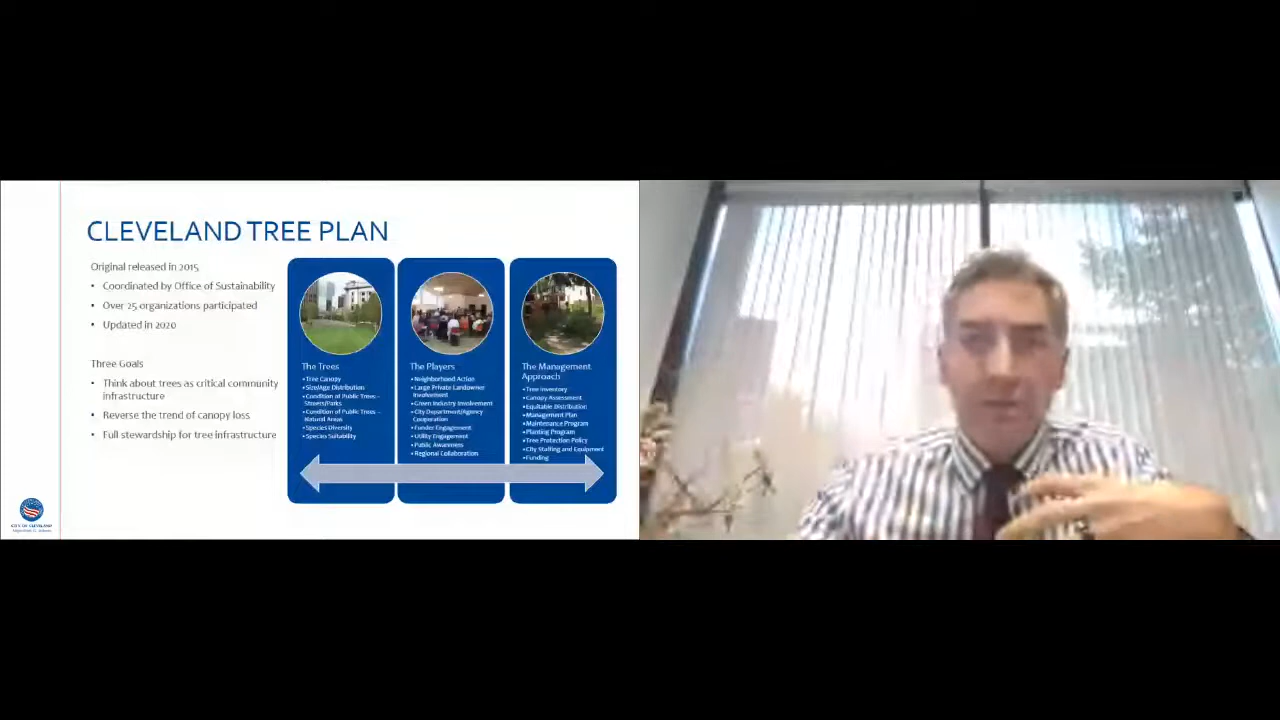 CLEVELAND TREE PLAN
Original released in 2015
• Coordinated by Office of Sustainability
• Over 25 organizations participated
• Updated in 2020
Three Goals
• Think about trees as critical community
infrastructure
• Reverse the trend of canopy loss
• Full stewardship for tree infrastructure
The Trees
•Tree Canopy
•Size/Age Distribution
•Condition of Public Trees –
Streets/Parks
•Condition of Public Trees –
Natural Areas
•Species Diversity
•Species Suitability
The Players
•Neighborhood Action
•Large Private Landowner
Involvement
•Green Industry Involvement
•City Department/Agency
Cooperation
•Funder Engagement
•Utility Engagement
•Public Awareness
•Regional Collaboration
The Management
Approach
•Tree Inventory
•Canopy Assessment
•Equitable Distribution
•Management Plan
•Maintenance Program
•Planting Program
•Tree Protection Policy
•City Staffing and Equipment
•Funding
CITY OF CLEVELAND